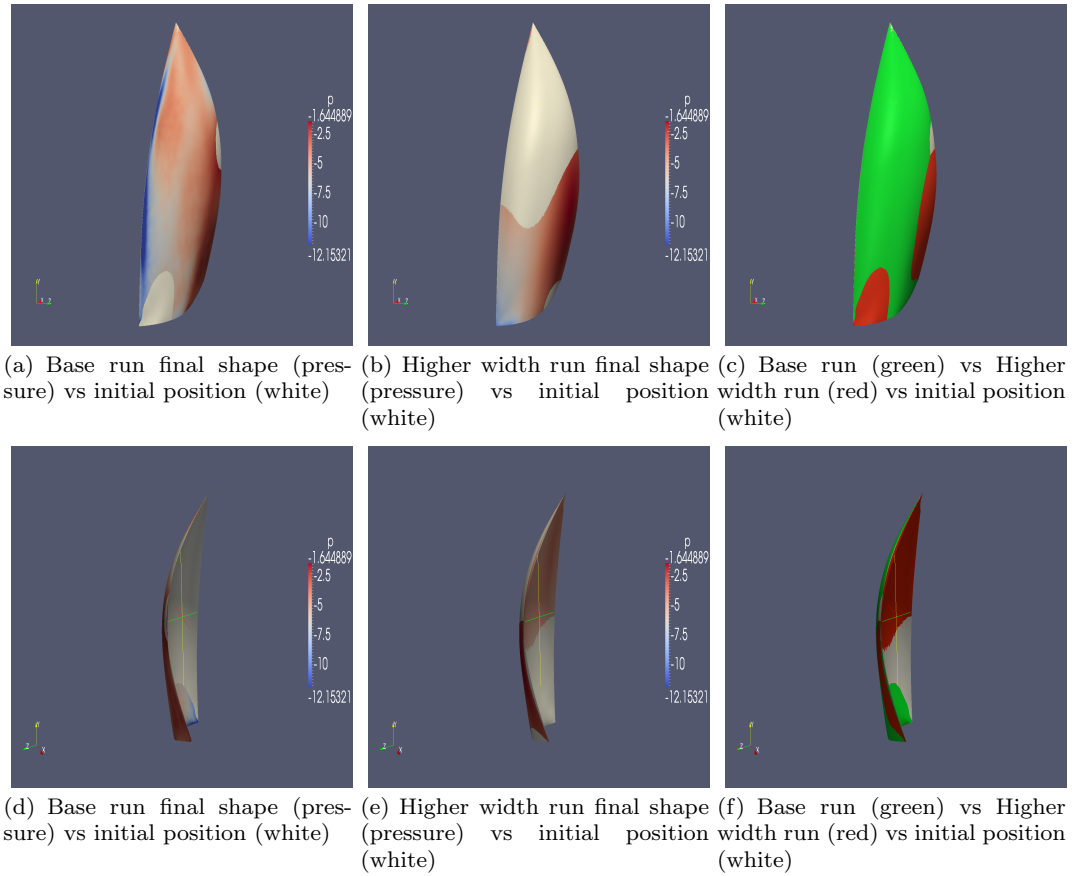 p
-1.644889
-2.5
-5
-7.5
-10
-12.15321
Y
X Z
p
-1.644889
-2.5
-5
-7.5
-10
-12.15321
Y
X Z
Y
X Z
(a) Base run final shape (pres-
sure) vs initial position (white)
(b) Higher width run final shape
(pressure) vs initial position
(white)
(c) Base run (green) vs Higher
width run (red) vs initial position
(white)
p
-1.644889
-2.5
-5
-7.5
-10
-12.15321
Y
Z X
p
-1.644889
-2.5
-5
-7.5
-10
-12.15321
Y
Z X
Y
Z X
(d) Base run final shape (pres-
sure) vs initial position (white)
(e) Higher width run final shape
(pressure) vs initial position
(white)
(f) Base run (green) vs Higher
width run (red) vs initial position
(white)